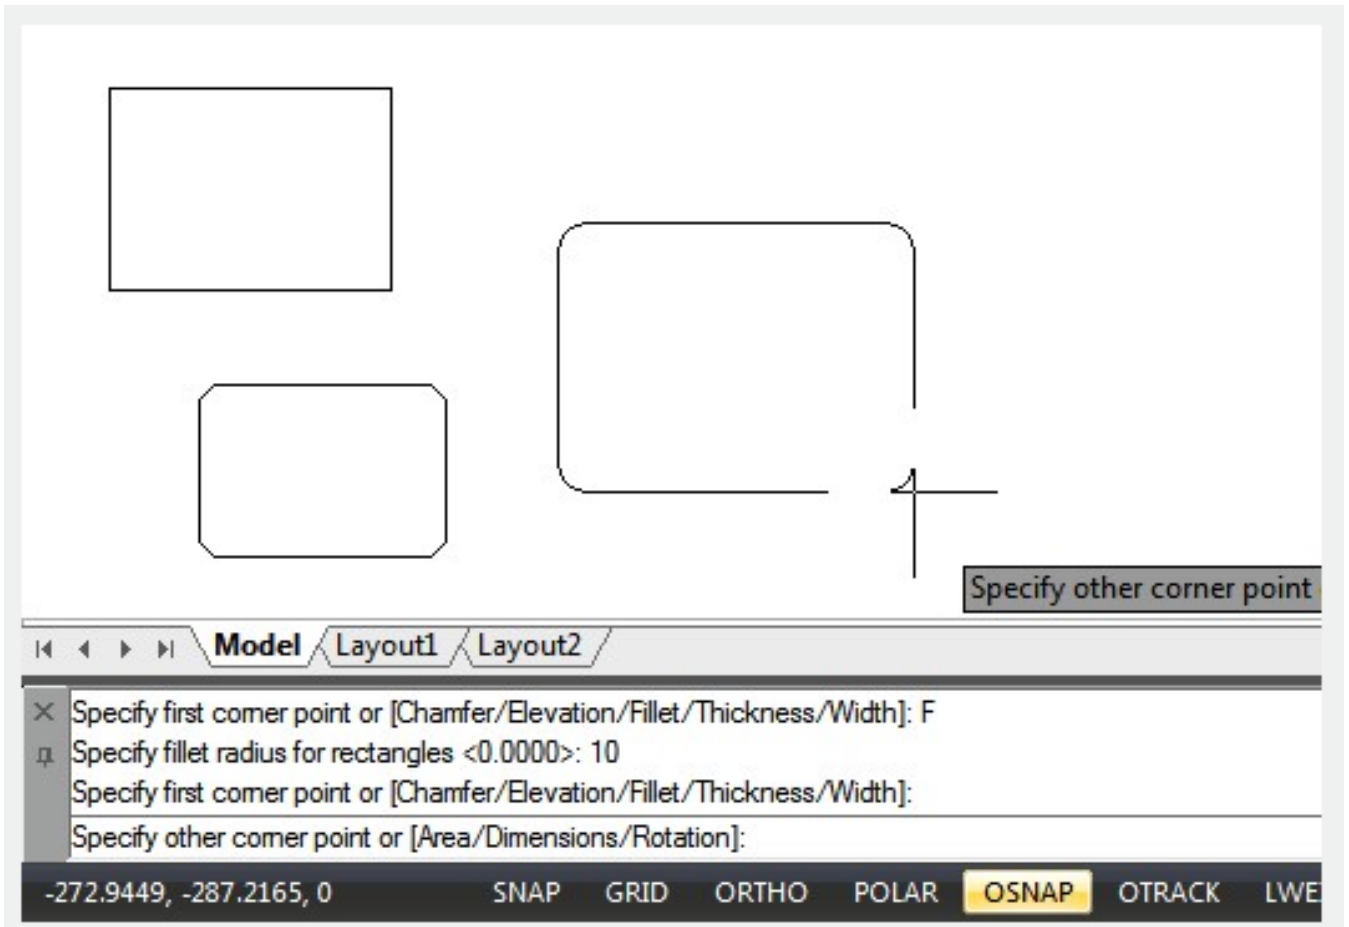 Specify other corner point
Model Layout1 Layout2
Specify first corner point or [Chamfer/Elevation/Fillet/Thickness/Width]: F
Specify fillet radius for rectangles <0.0000>: 10
Specify first corner point or [Chamfer/Elevation/Fillet/Thickness/Width]:
Specify other corner point or [Area/Dimensions/Rotation]:
-272.9449, -287.2165, 0 SNAP GRID ORTHO POLAR OSNAP OTRACK